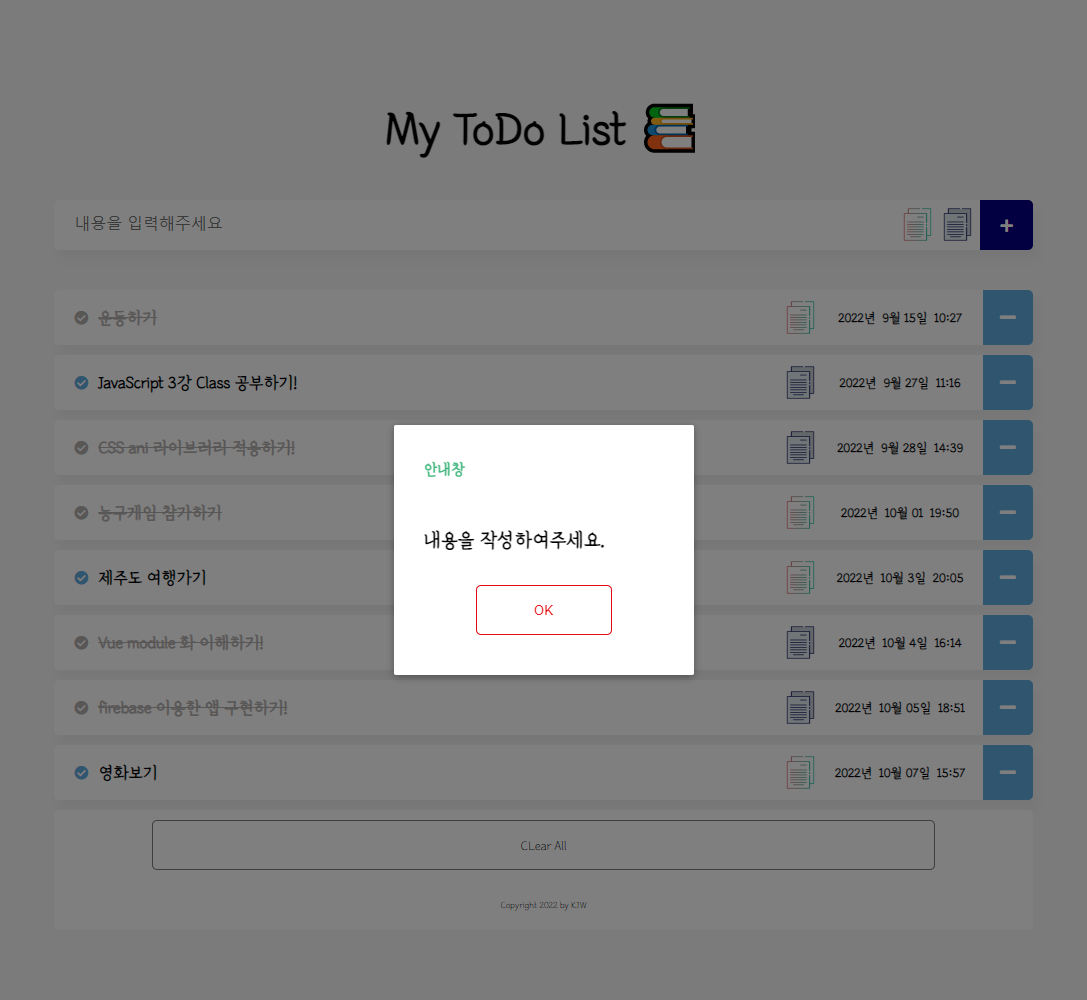 My ToDo List
내용을 입력해주세요
운동하기 2022년 9월 15일 10:27
JavaScript 3강 Class 공부하기! 2022년 9월 27일 11:16
CSS ani 라이브러리 적용하기! 2022년 9월 28일 14:39
농구게임 참가하기 2022년 10월 01 19:50
제주도 여행가기 2022년 10월 3일 20:05
Vue module 화 이해하기! 2022년 10월 4일 16:14
firebase 이용한 앱 구현하기! 2022년 10월 05일 18:51
영화보기 2022년 10월 07일 15:57
안내창
내용을 작성하여주세요.
OK
CLear All
Copyright 2022 by KJW